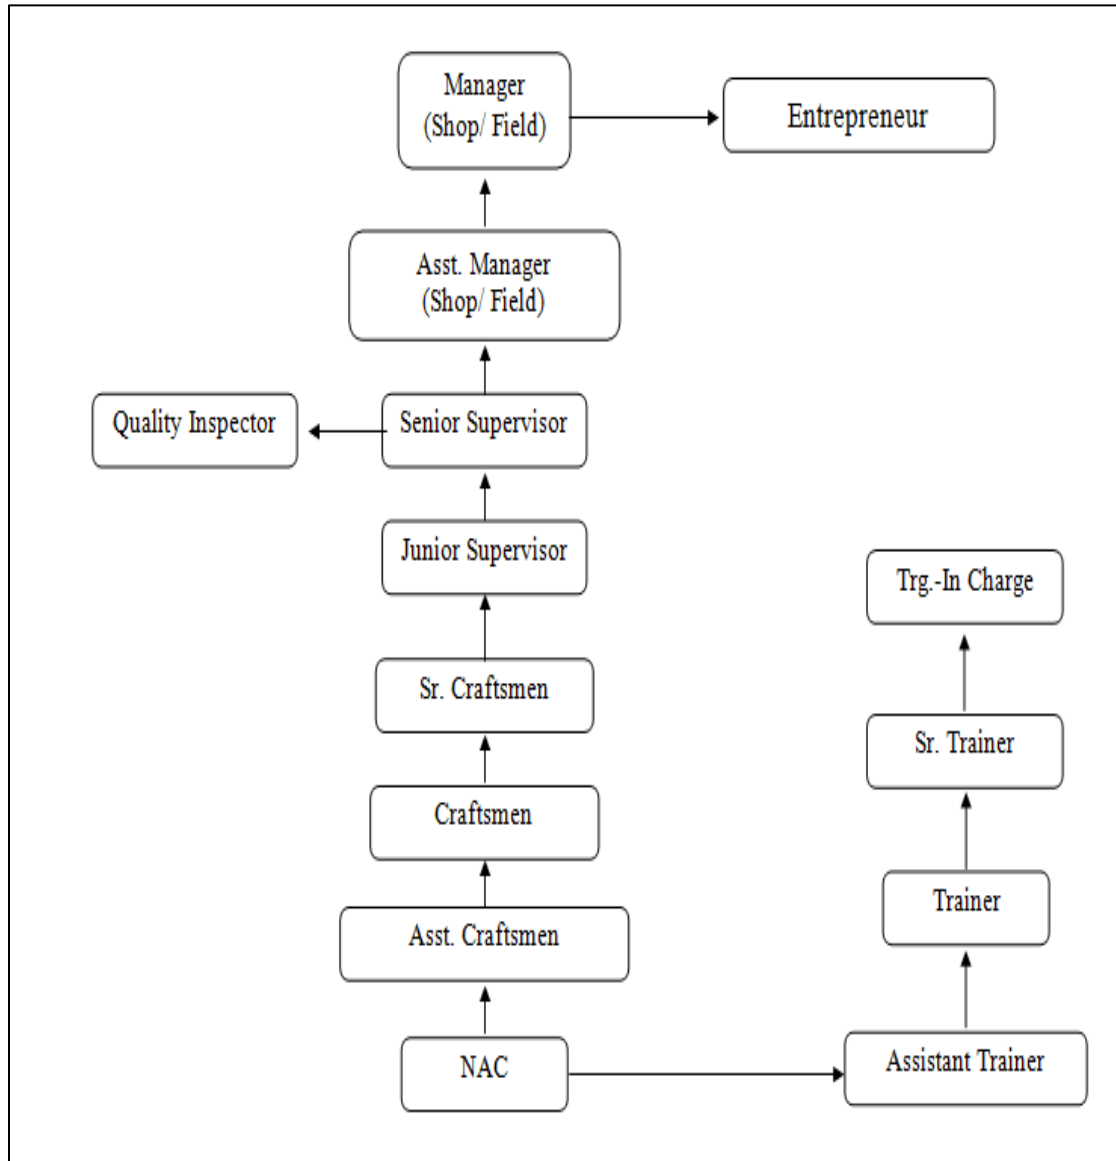 Manager
(Shop/ Field)
Entrepreneur
Asst. Manager
(Shop/ Field)
Quality Inspector
Senior Supervisor
Junior Supervisor
Trg.-In Charge
Sr. Craftsmen
Sr. Trainer
Craftsmen
Trainer
Asst. Craftsmen
NAC
Assistant Trainer